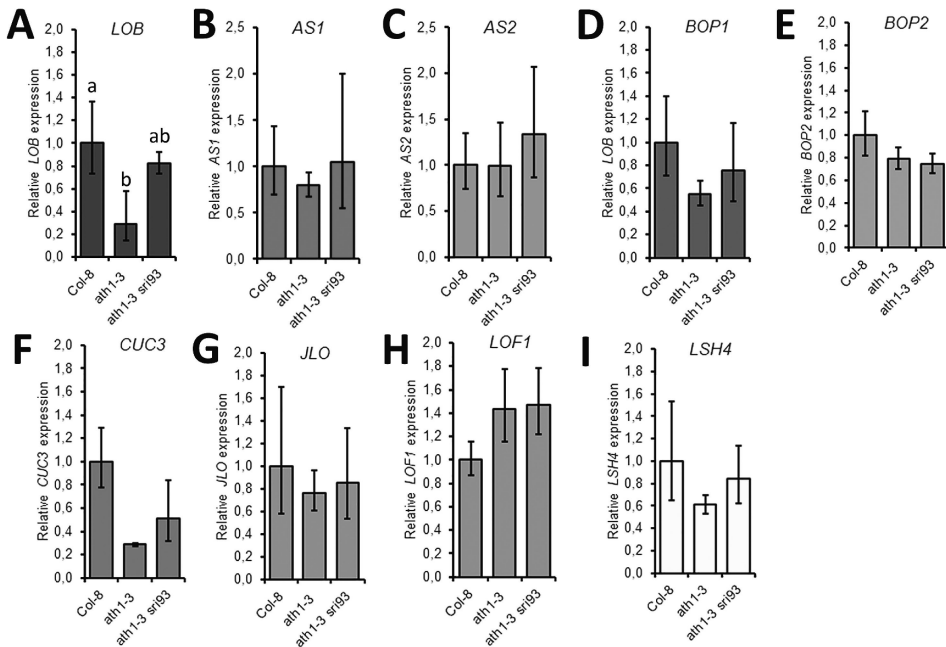 A LOB
Relative LOB expression
2,0
1,8
1,6
1,4
1,2
1,0
0,8
0,6
0,4
0,2
0,0
a
b
ab
Col-8
ath1-3
ath1-3 sri93
B AS1
Relative AS1 expression
2,5
2,0
1,5
1,0
0,5
0,0
Col-8
ath1-3
ath1-3 sri93
C AS2
Relative AS2 expression
2,5
2,0
1,5
1,0
0,5
0,0
Col-8
ath1-3
ath1-3 sri93
D BOP1
Relative LOB expression
2,0
1,8
1,6
1,4
1,2
1,0
0,8
0,6
0,4
0,2
0,0
Col-8
ath1-3
ath1-3 sri93
E BOP2
Relative BOP2 expression
2,0
1,8
1,6
1,4
1,2
1,0
0,8
0,6
0,4
0,2
0,0
Col-8
ath1-3
ath1-3 sri93
F CUC3
Relative CUC3 expression
2,0
1,8
1,6
1,4
1,2
1,0
0,8
0,6
0,4
0,2
0,0
Col-8
ath1-3
ath1-3 sri93
G JLO
Relative JLO expression
2,0
1,8
1,6
1,4
1,2
1,0
0,8
0,6
0,4
0,2
0,0
Col-8
ath1-3
ath1-3 sri93
H LOF1
Relative LOF1 expression
2,0
1,8
1,6
1,4
1,2
1,0
0,8
0,6
0,4
0,2
0,0
Col-8
ath1-3
ath1-3 sri93
I LSH4
Relative LSH4 expression
2,0
1,8
1,6
1,4
1,2
1,0
0,8
0,6
0,4
0,2
0,0
Col-8
ath1-3
ath1-3 sri93